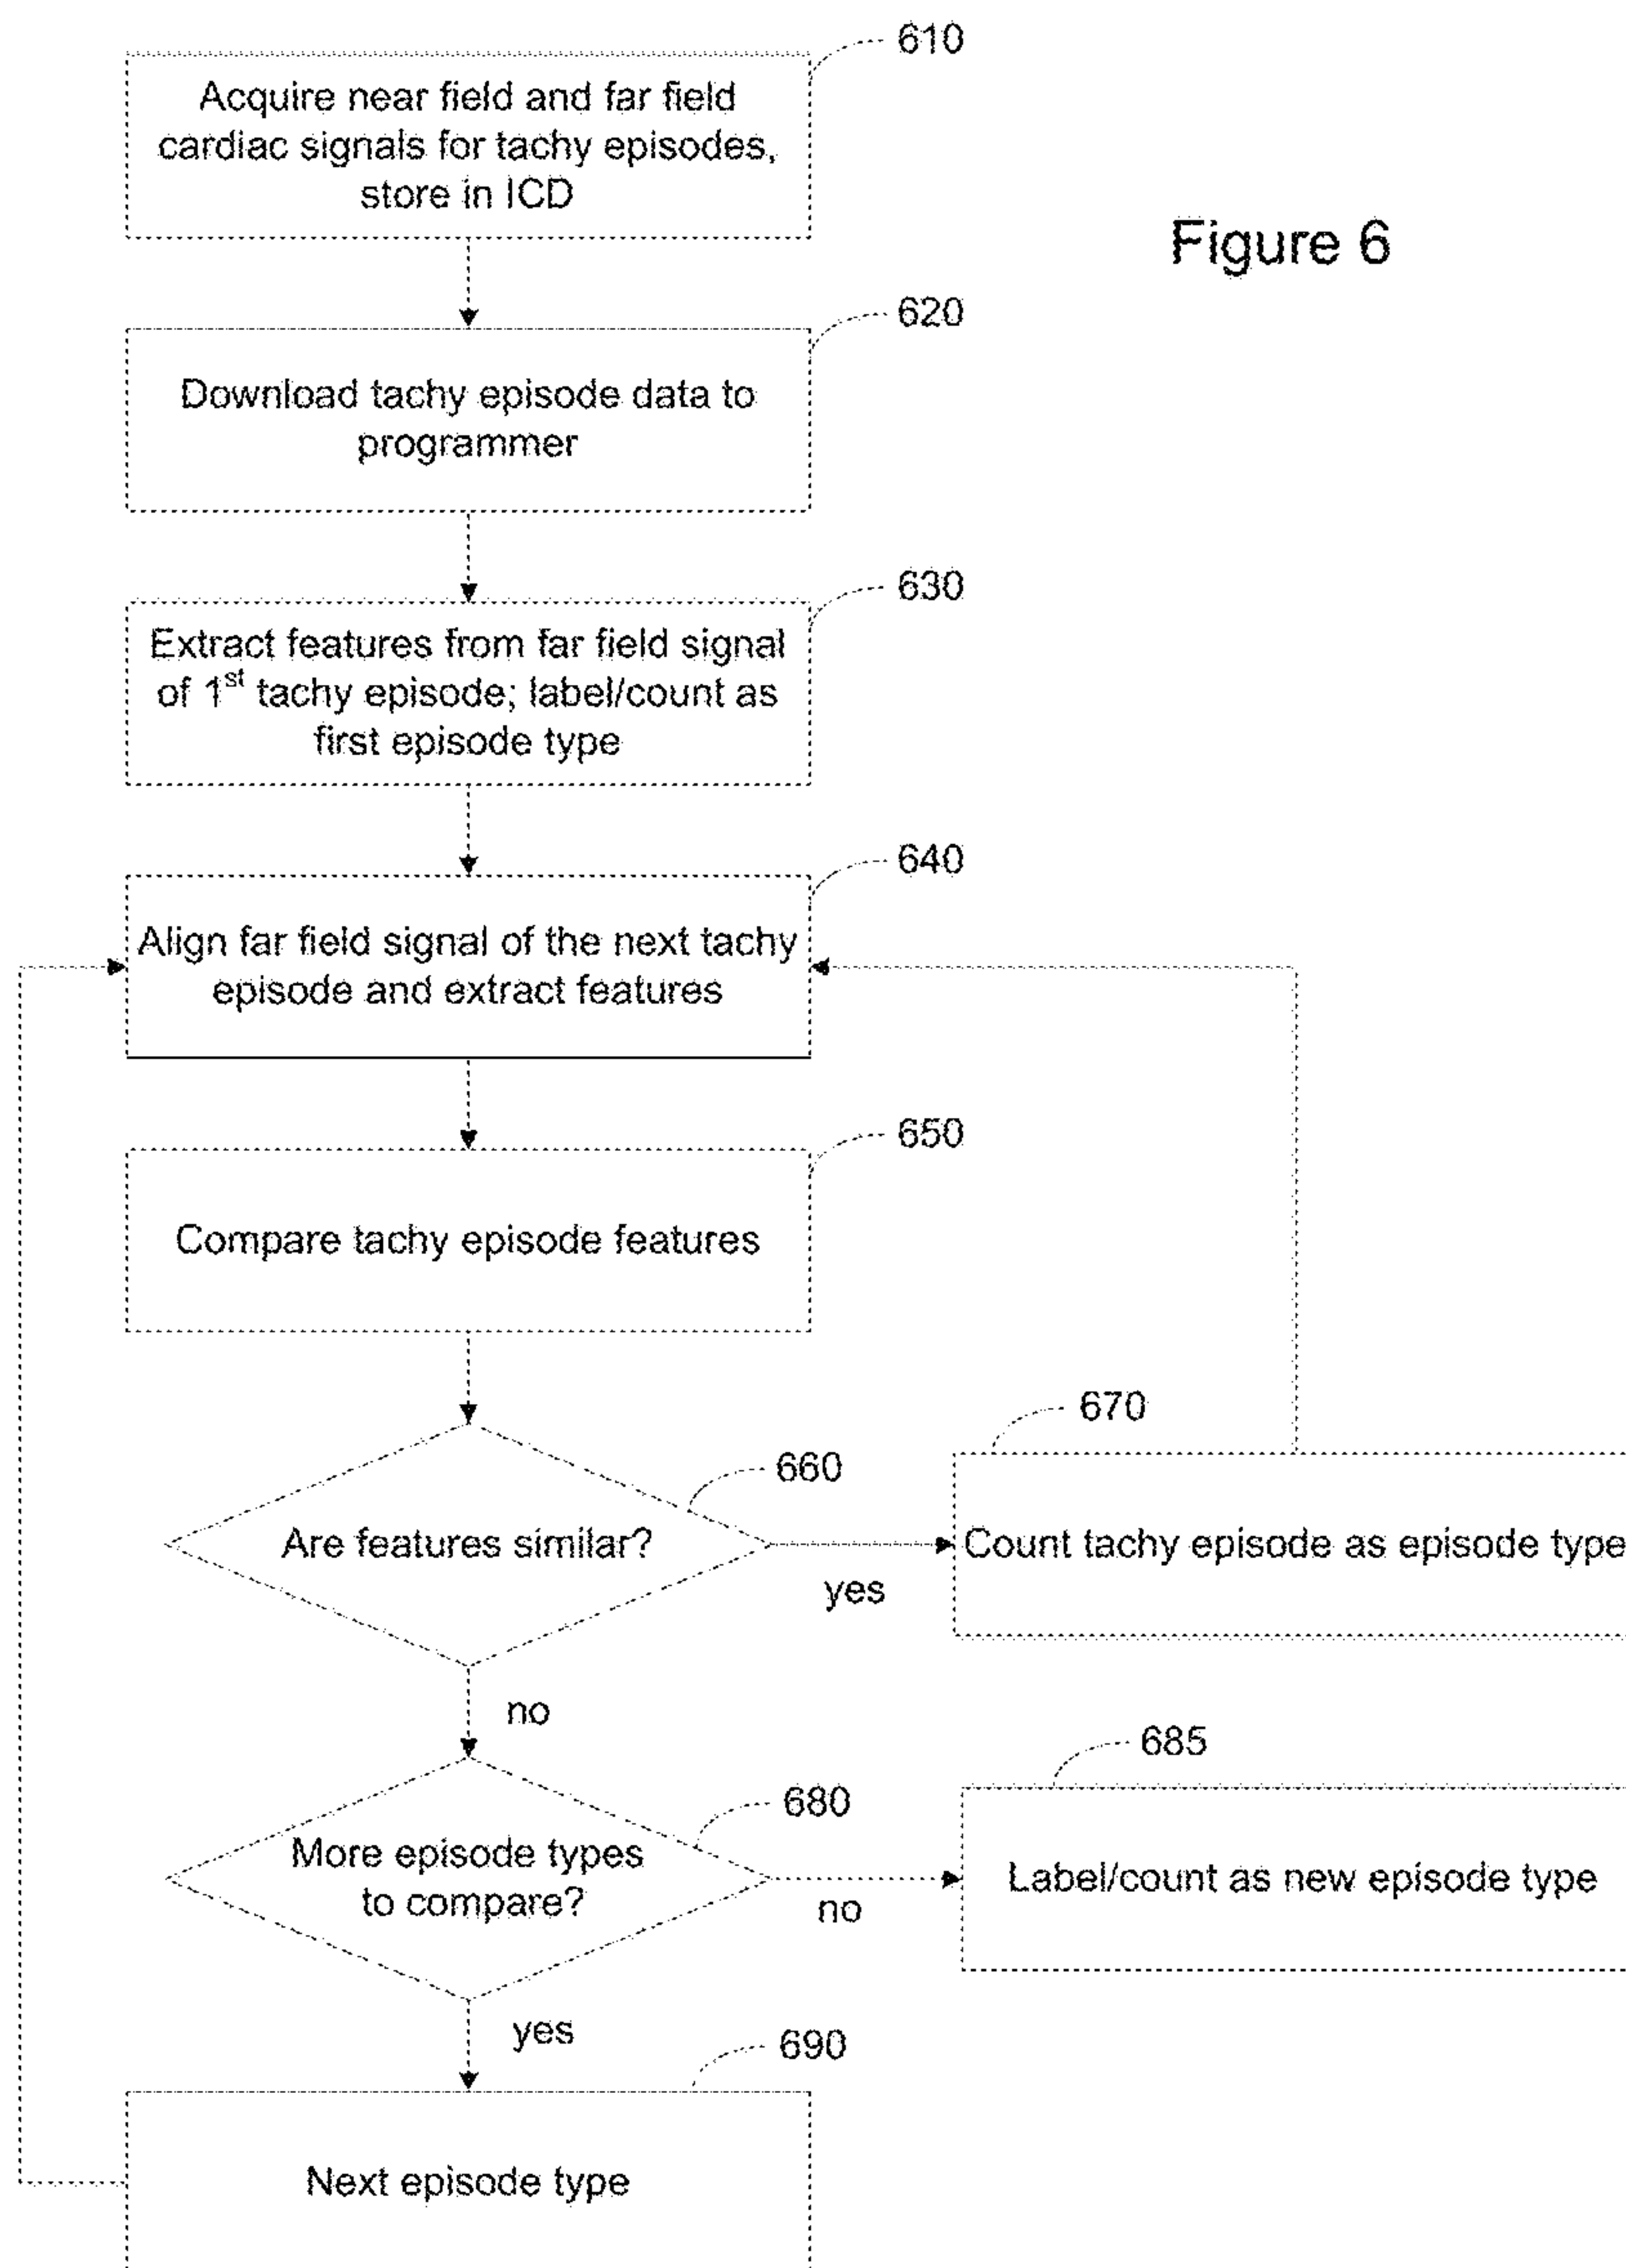 610
Acquire near field and far field
cardiac signals for tachy episodes,
store in ICD
Figure 6
620
Download tachy episode data to
programmer
630
Extract features from far field signal
of 1st tachy episode; label/count as
first episode type
640
Align far field signal of the next tachy
episode and extract features
650
Compare tachy episode features
660
Are features similar?
yes
670
Count tachy episode as episode type
no
680
More episode types
to compare?
no
685
Label/count as new episode type
yes
690
Next episode type